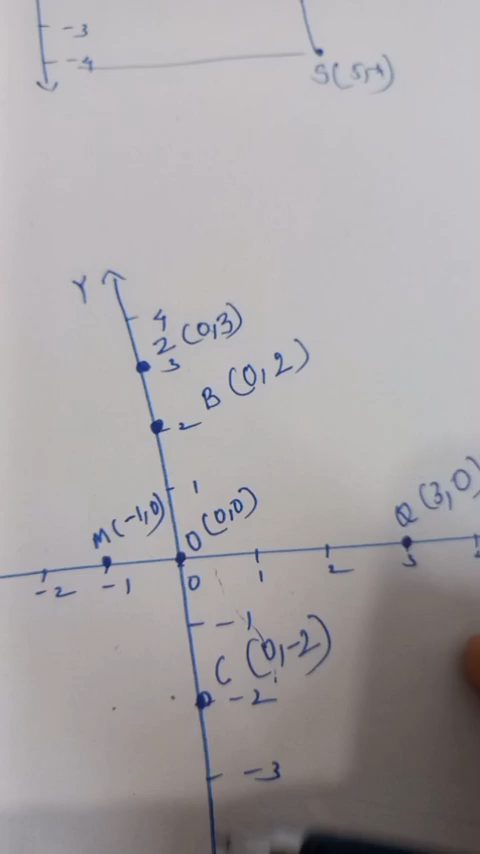 -3
-4
S(5,-4)
Y
4
Z (0,3)
3
B (0,2)
2
1
M(-1,0)
O (0,0)
Q (3,0)
-2 -1 0 1 2 3
-1
C (0,-2)
-2
-3